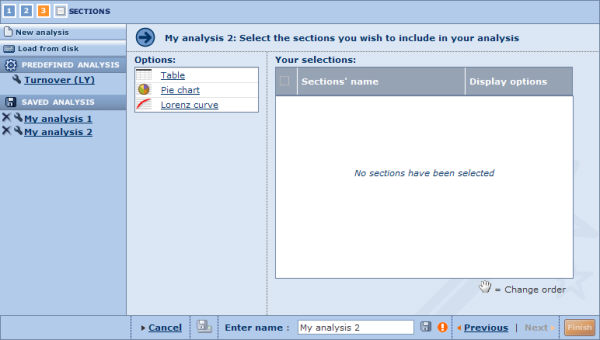 1 2 3 SECTIONS
New analysis
Load from disk
PREDEFINED ANALYSIS
Turnover (LY)
SAVED ANALYSIS
My analysis 1
My analysis 2
My analysis 2: Select the sections you wish to include in your analysis
Options:
Table
Pie chart
Lorenz curve
Your selections:
Sections' name Display options
No sections have been selected
= Change order
Cancel Enter name : My analysis 2 Previous | Next Finish